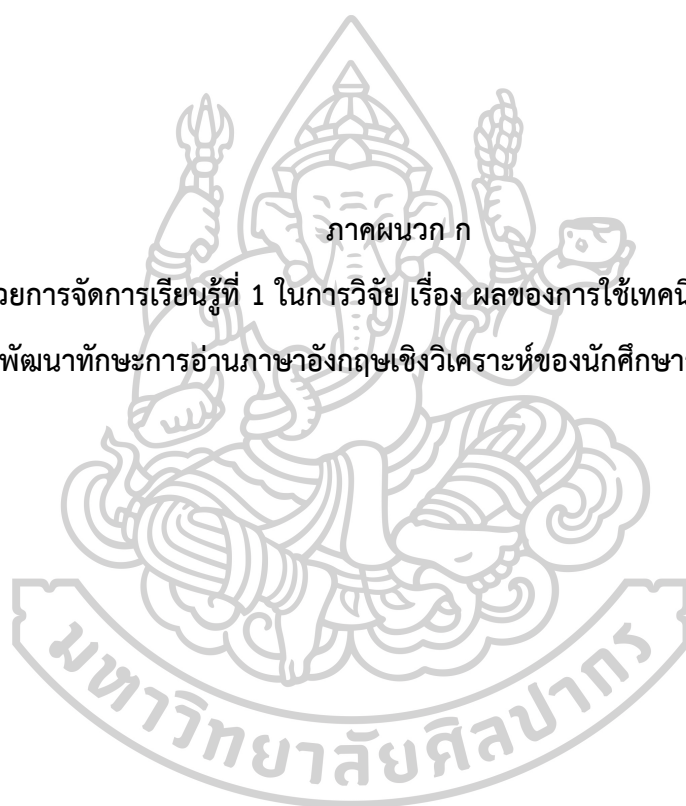 ภาคผนวก ก
วยการจัดการเรียนรู้ที่ 1 ในการวิจัย เรื่อง ผลของการใช้เทคนิ
พัฒนาทักษะการอ่านภาษาอังกฤษเชิงวิเคราะห์ของนักศึกษา
มหาวิทยาลัยศิลปากร